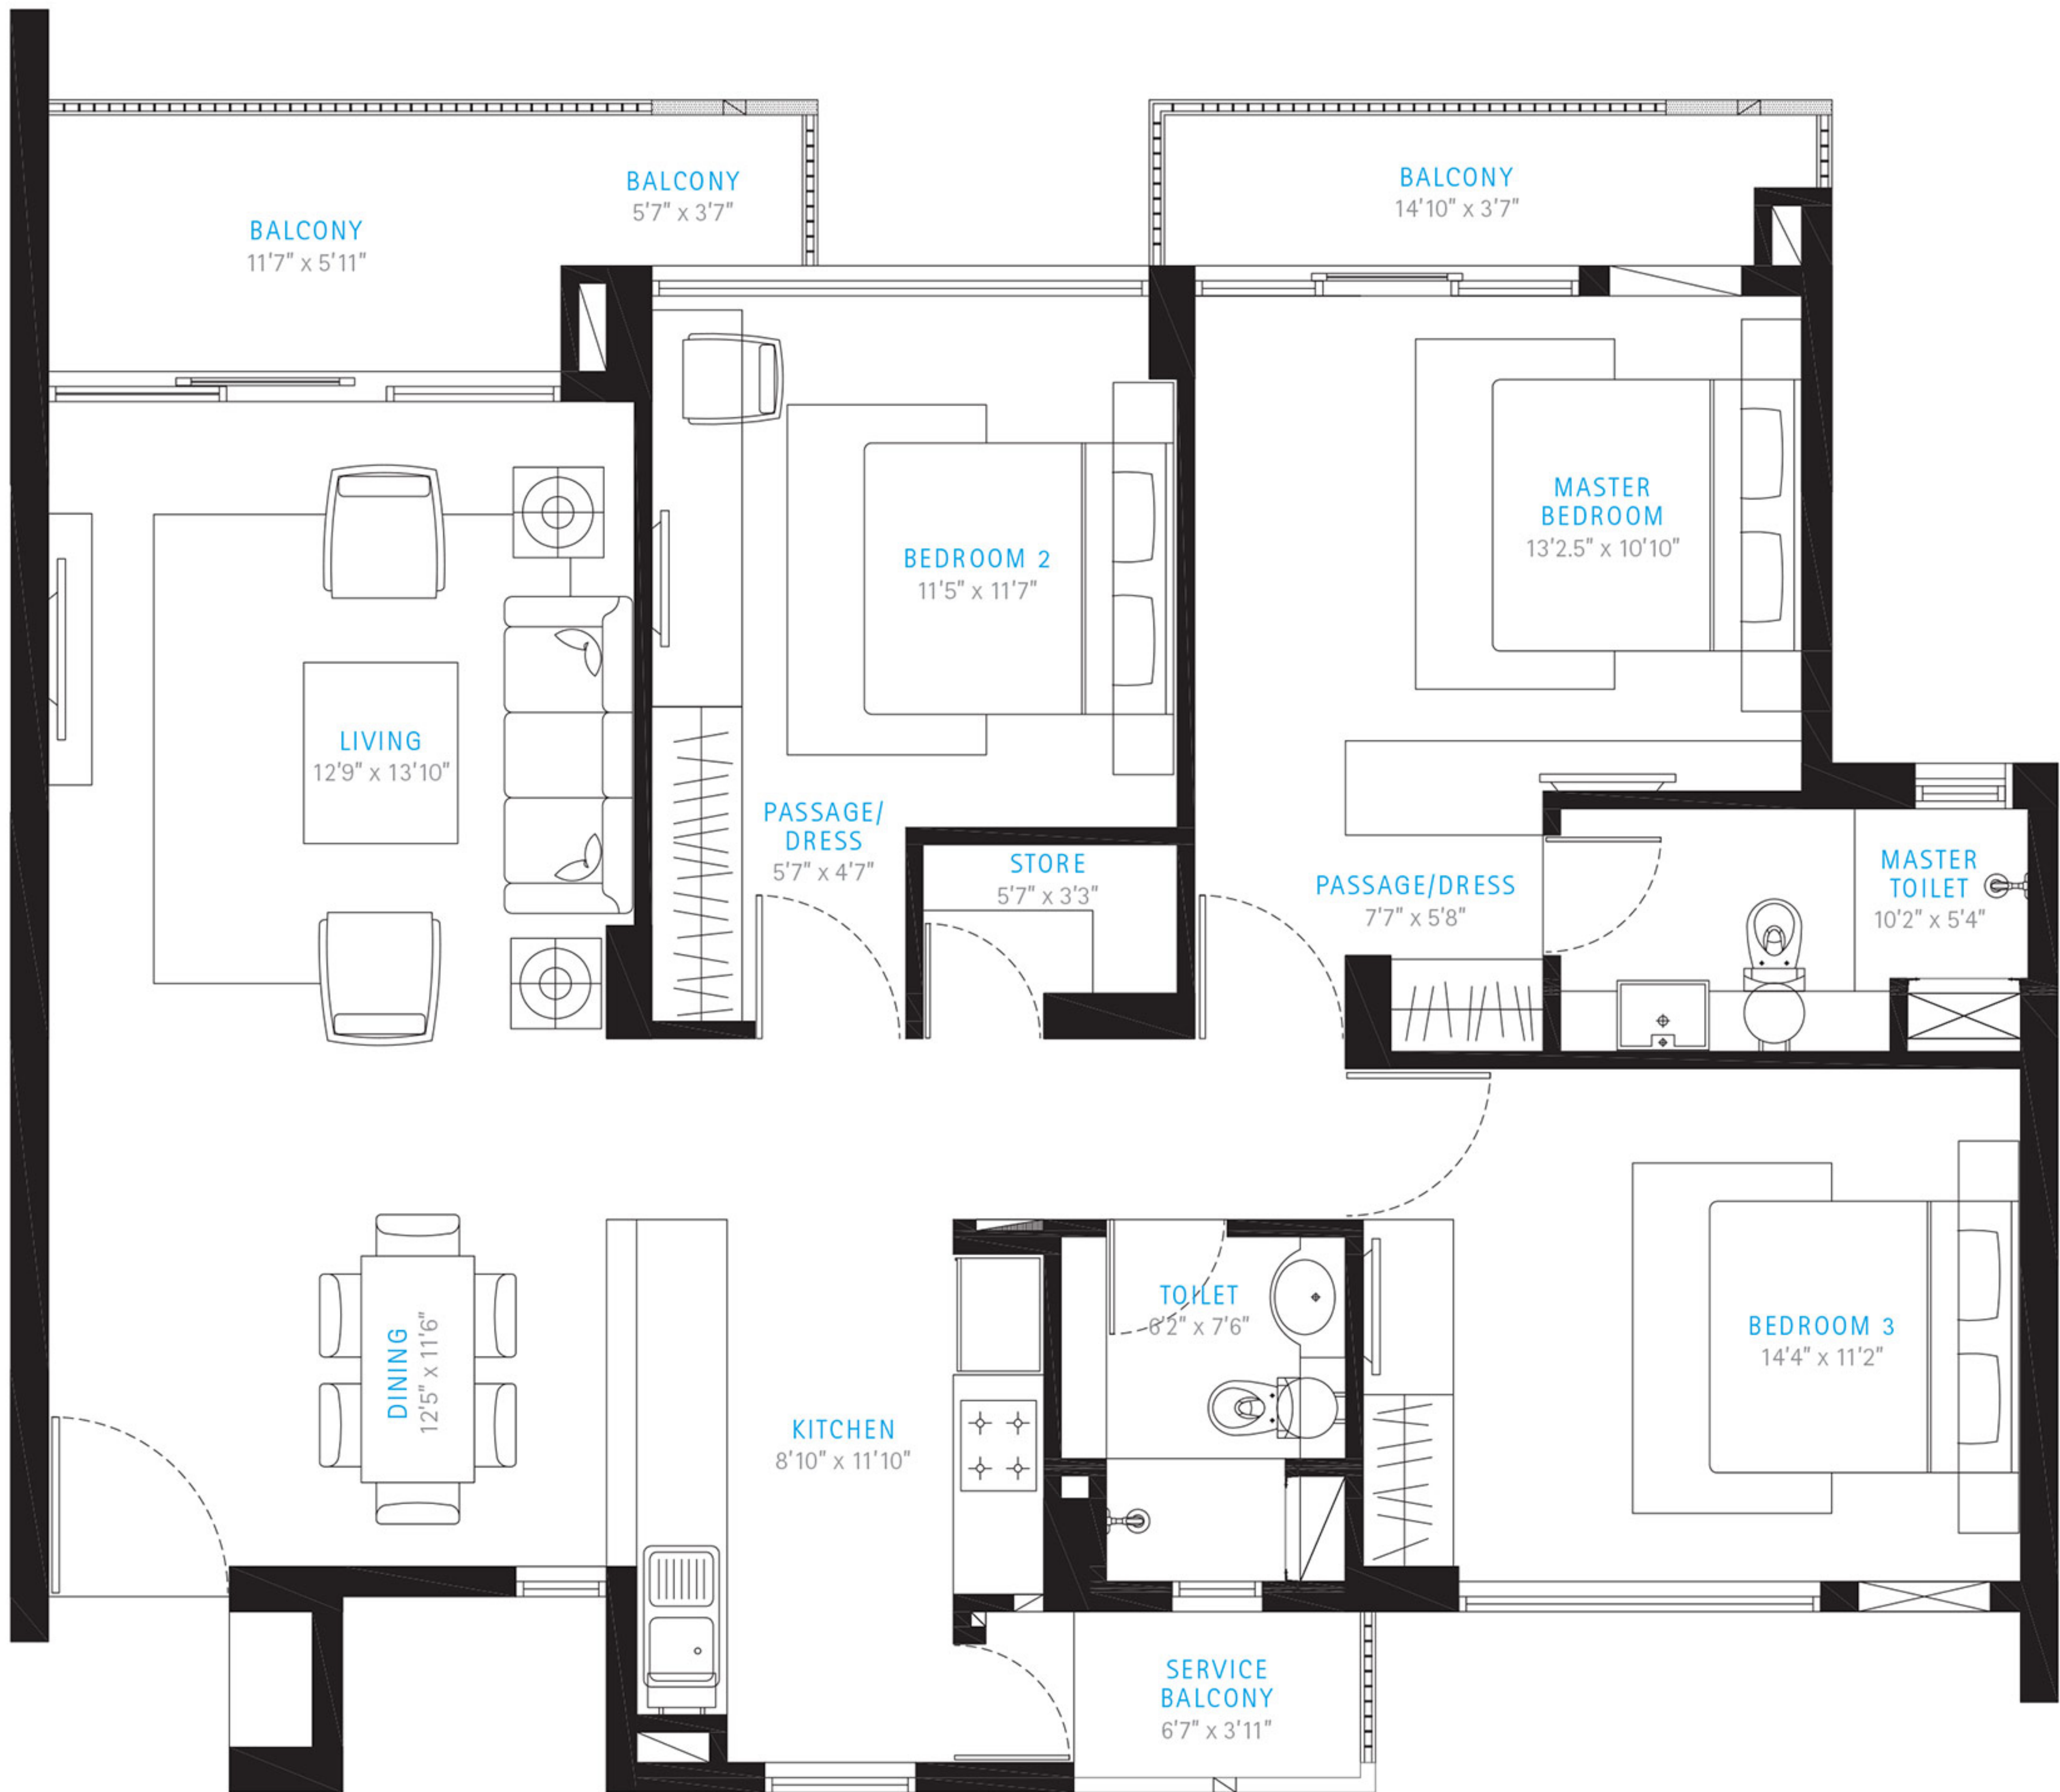 BALCONY
11'7" x 5'11"
BALCONY
5'7" x 3'7"
BALCONY
14'10" x 3'7"
MASTER
BEDROOM
13'2.5" x 10'10"
BEDROOM 2
11'5" x 11'7"
LIVING
12'9" x 13'10"
PASSAGE/
DRESS
5'7" x 4'7"
STORE
5'7" x 3'3"
PASSAGE/DRESS
7'7" x 5'8"
MASTER
TOILET
10'2" x 5'4"
DINING
12'5" x 11'6"
KITCHEN
8'10" x 11'10"
TOILET
6'2" x 7'6"
BEDROOM 3
14'4" x 11'2"
SERVICE
BALCONY
6'7" x 3'11"